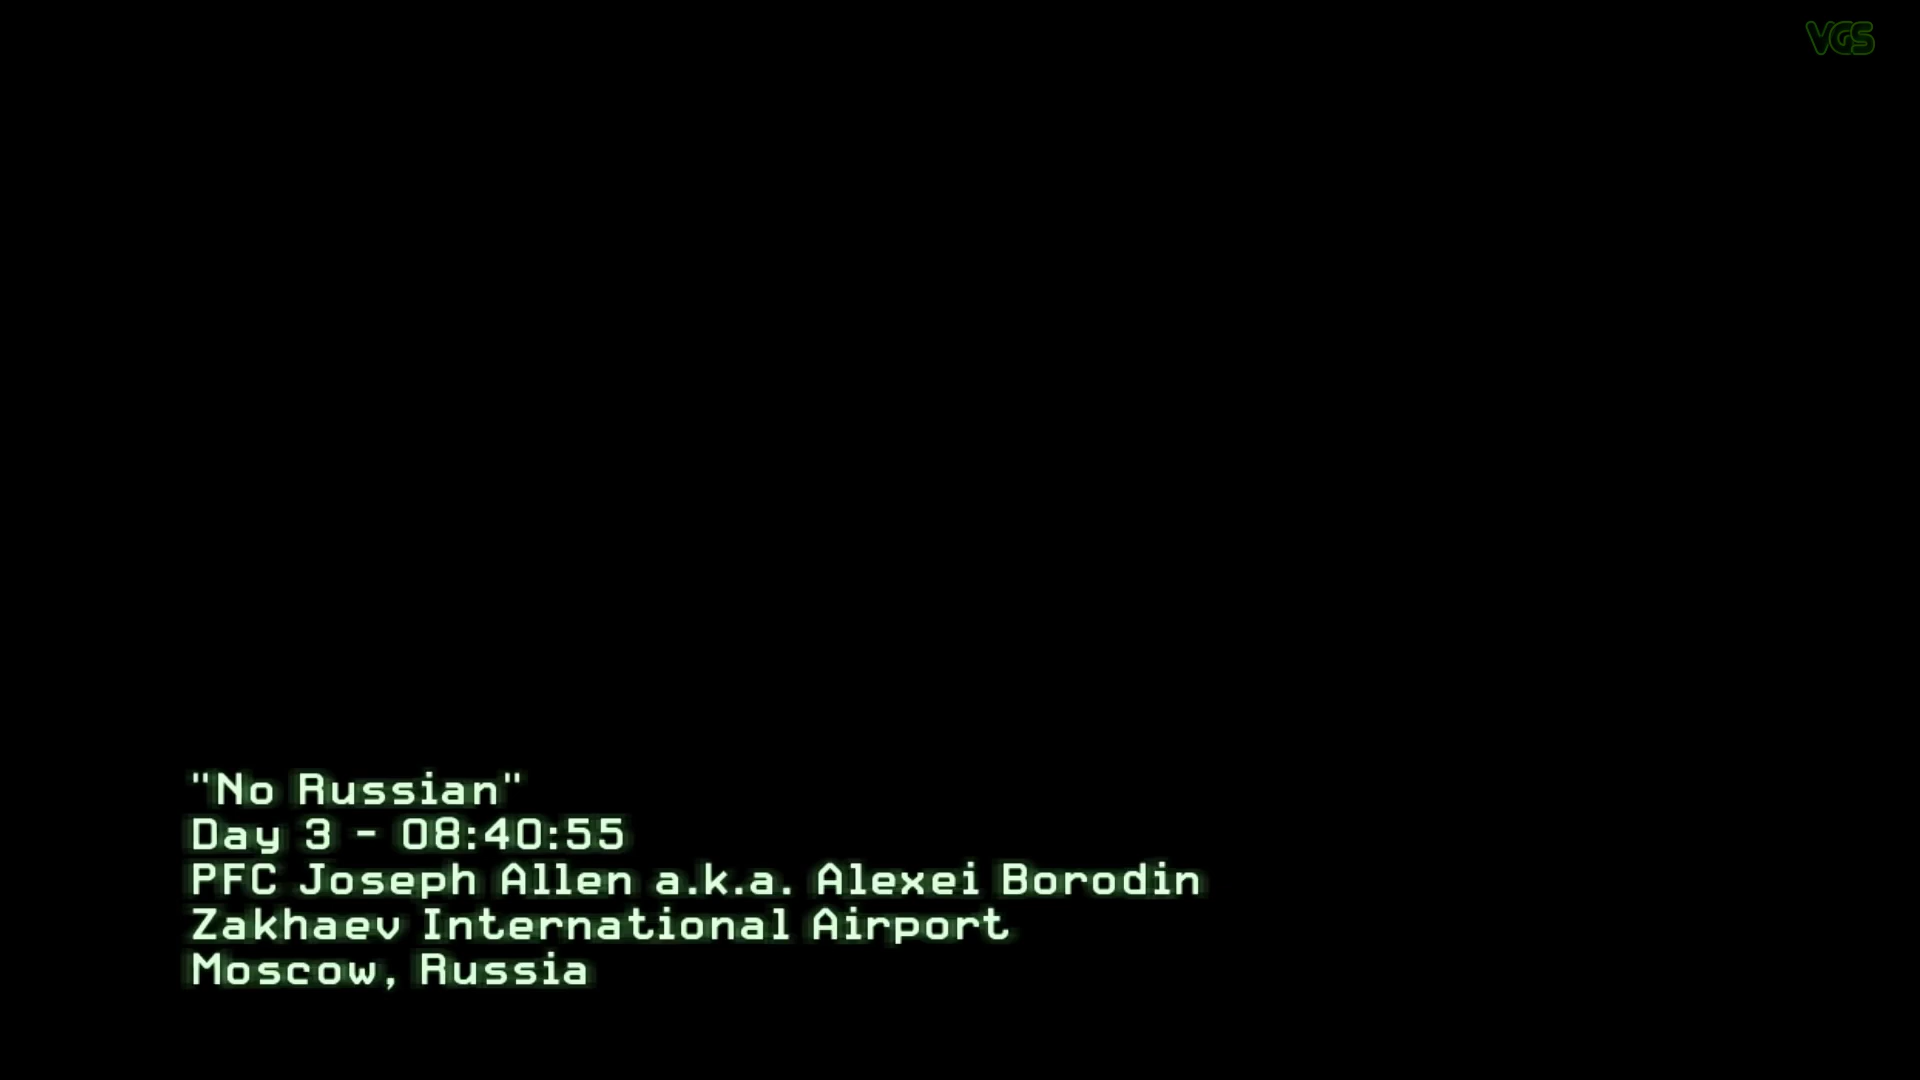 VGS
"No Russian"
Day 3 - 08:40:55
PFC Joseph Allen a.k.a. Alexei Borodin
Zakhaev International Airport
Moscow, Russia